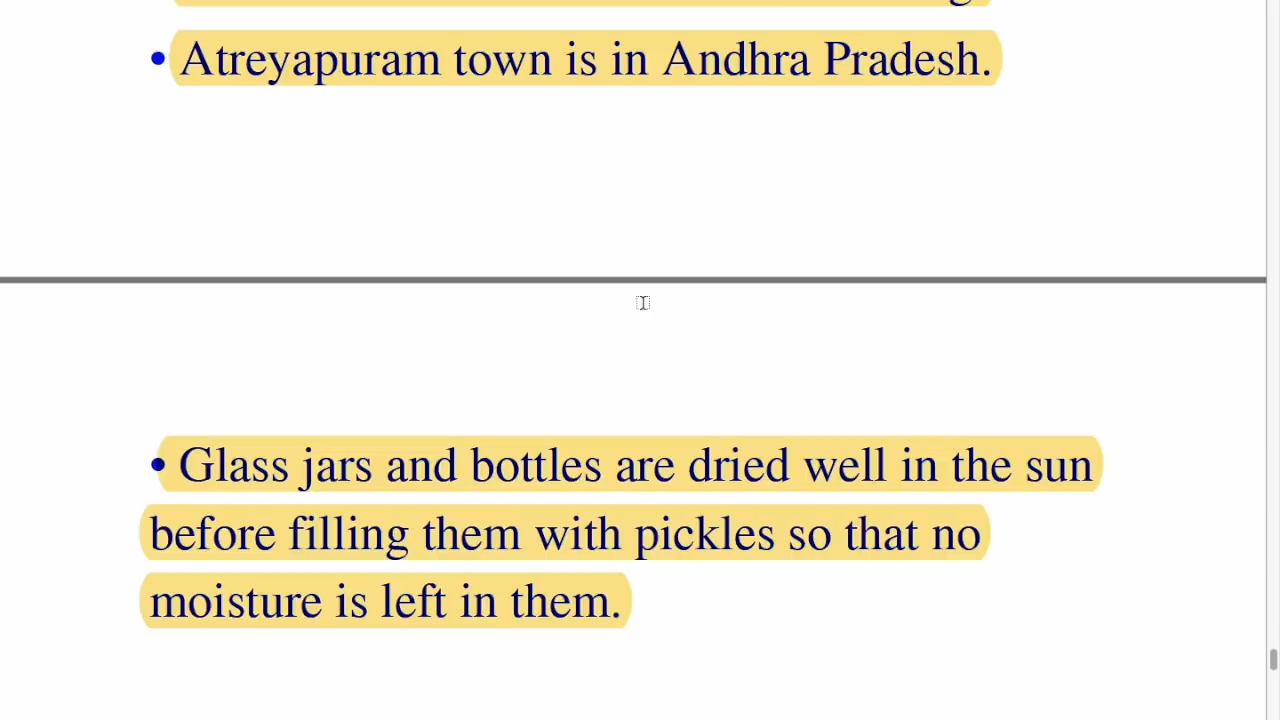 • Atreyapuram town is in Andhra Pradesh.
• Glass jars and bottles are dried well in the sun
before filling them with pickles so that no
moisture is left in them.